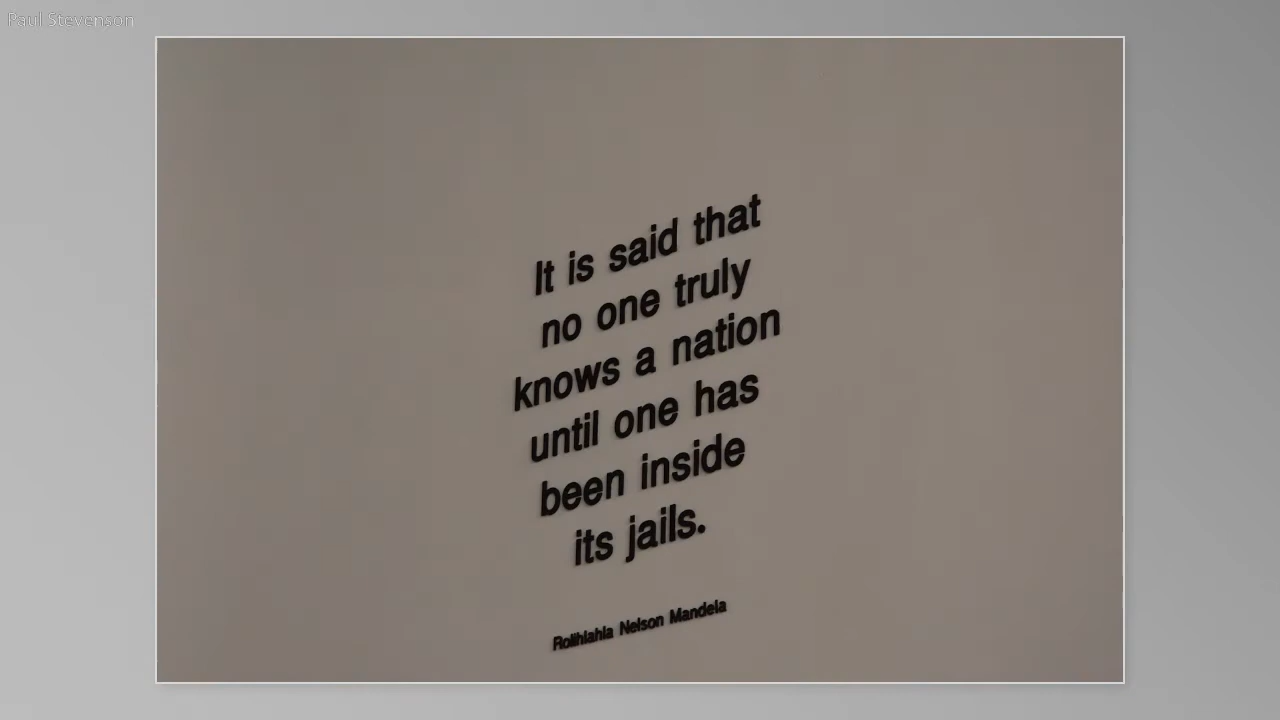 Paul Stevenson
It is said that
no one truly
knows a nation
until one has
been inside
its jails.
Rolihlahla Nelson Mandela